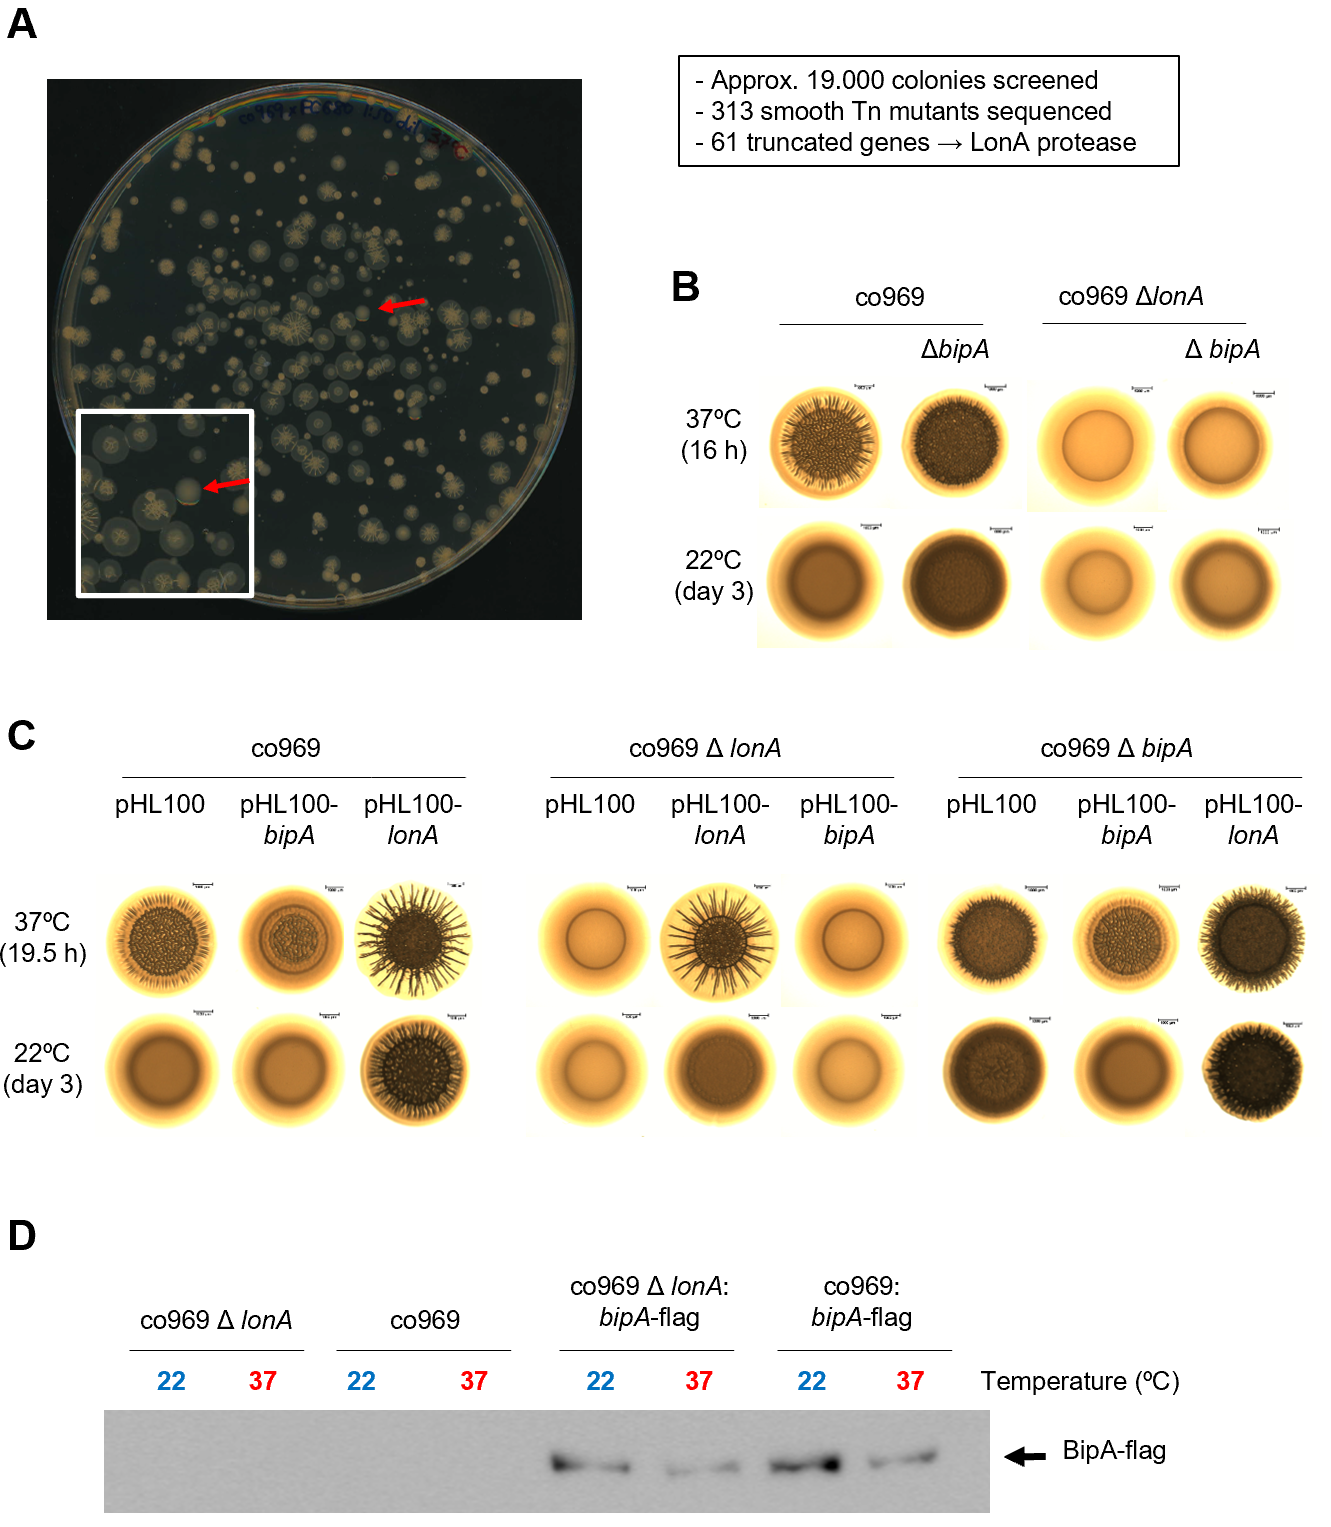 A
- Approx. 19.000 colonies screened
- 313 smooth Tn mutants sequenced
- 61 truncated genes → LonA protease
B
co969
co969 ΔlonA
ΔbipA
Δ bipA
37ºC
(16 h)
22ºC
(day 3)
C
co969
co969 Δ lonA
co969 Δ bipA
pHL100
pHL100-
bipA
pHL100-
lonA
pHL100
pHL100-
lonA
pHL100-
bipA
pHL100
pHL100-
bipA
pHL100-
lonA
37ºC
(19.5 h)
22ºC
(day 3)
D
co969 Δ lonA
co969
co969 Δ lonA:
bipA-flag
co969:
bipA-flag
22
37
22
37
22
37
22
37
Temperature (ºC)
BipA-flag